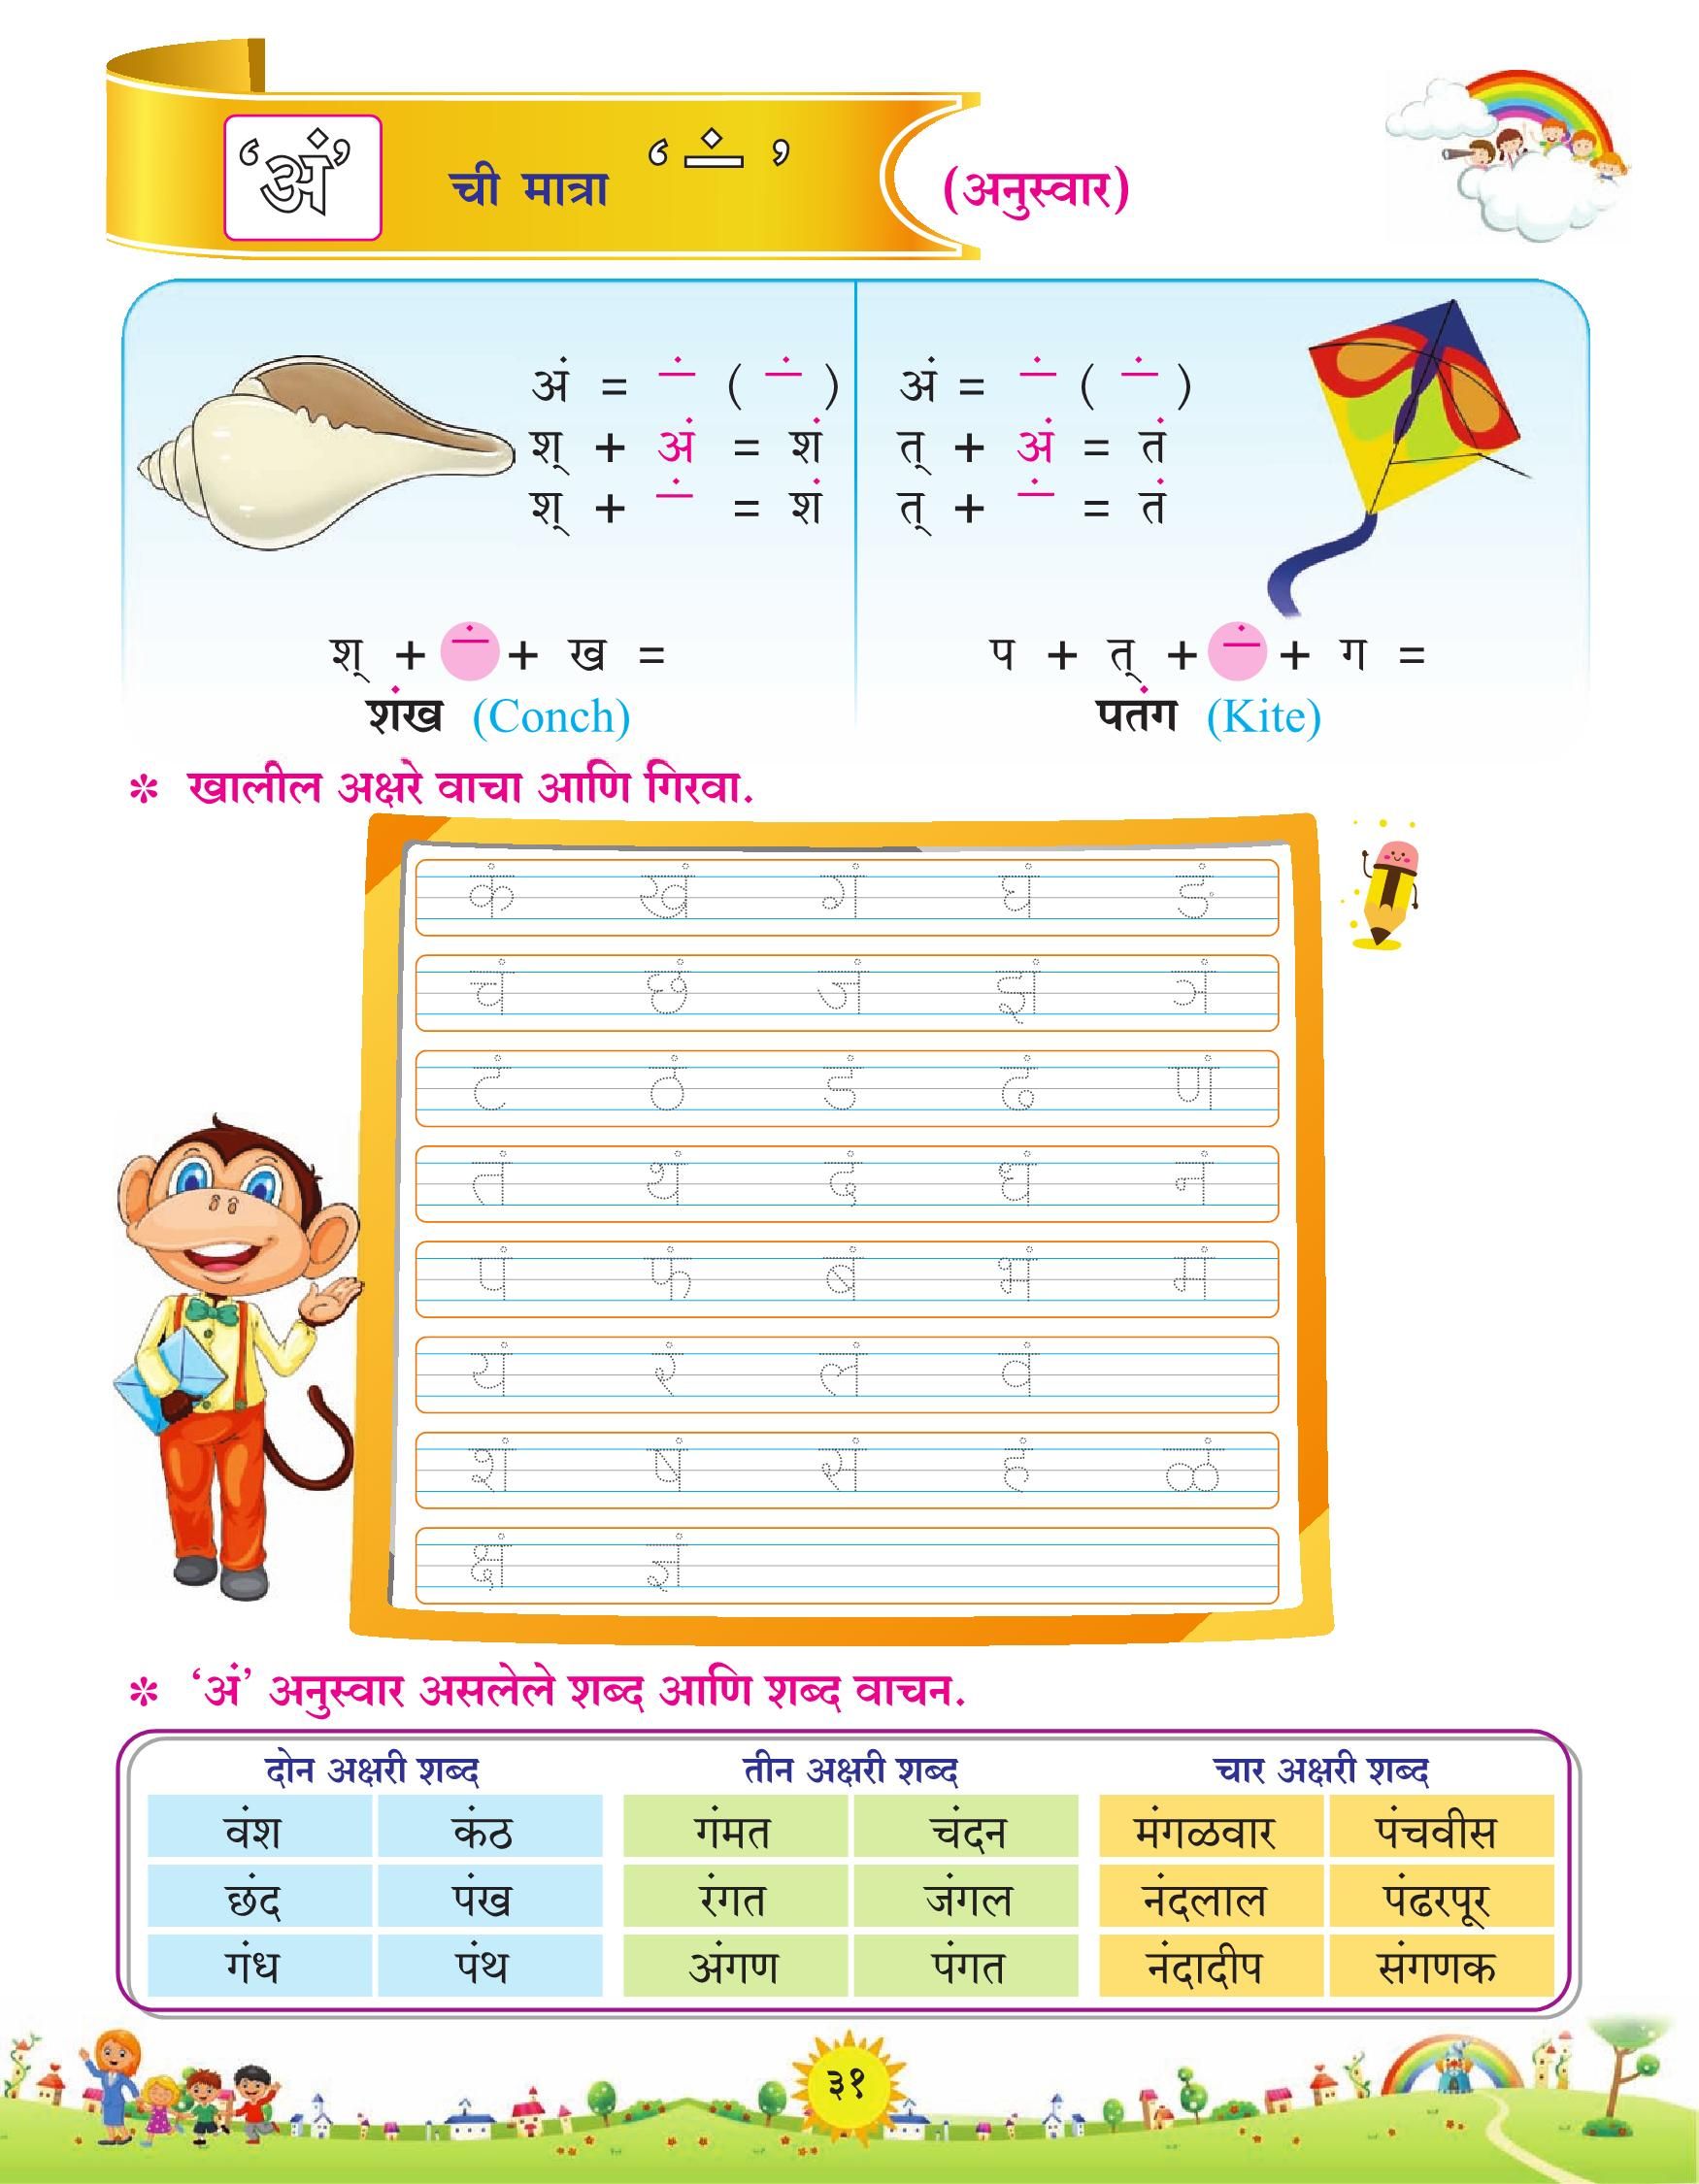 ‘अं’ ची मात्रा ‘ ं ’ (अनुस्वार)
अं = ं ( ं )
श् + अं = शं
श् + ं = शं
श् + ं + ख =
शंख (Conch)
अं = ं ( ं )
त् + अं = तं
त् + ं = तं
प + त् + ं + ग =
पतंग (Kite)
* खालील अक्षरे वाचा आणि गिरवा.
कं खं गं घं ङं
चं छं जं झं ञं
टं ठं डं ढं णं
तं थं दं धं नं
पं फं बं भं मं
यं रं लं वं
शं षं सं हं ळं
क्षं ज्ञं
* ‘अं’ अनुस्वार असलेले शब्द आणि शब्द वाचन.
दोन अक्षरी शब्द तीन अक्षरी शब्द चार अक्षरी शब्द
वंश कंठ गंमत चंदन मंगळवार पंचवीस
छंद पंख रंगत जंगल नंदलाल पंढरपूर
गंध पंथ अंगण पंगत नंदादीप संगणक
३१